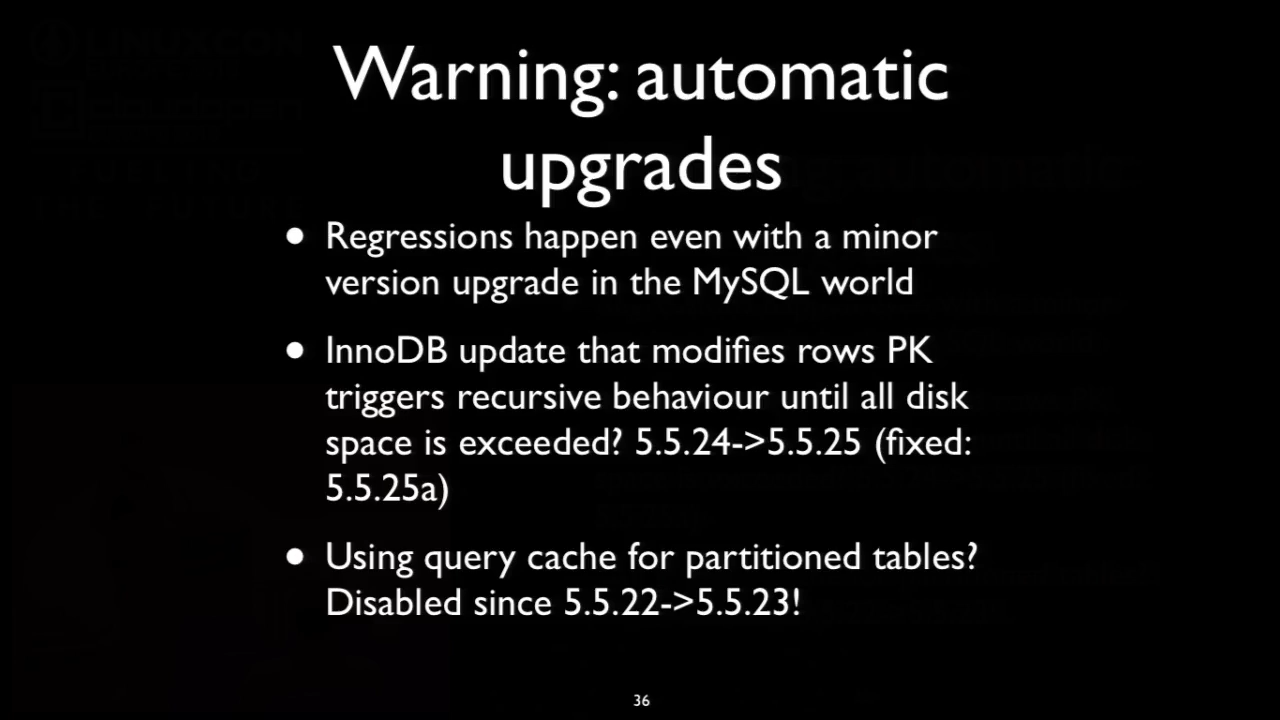 Warning: automatic
upgrades
• Regressions happen even with a minor
version upgrade in the MySQL world
• InnoDB update that modifies rows PK
triggers recursive behaviour until all disk
space is exceeded? 5.5.24->5.5.25 (fixed:
5.5.25a)
• Using query cache for partitioned tables?
Disabled since 5.5.22->5.5.23!
36